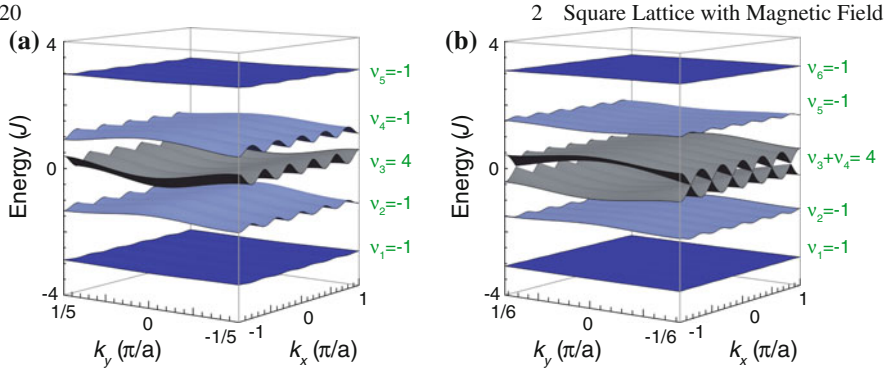 20
2 Square Lattice with Magnetic Field
(a)
4
0
-4
Energy (J)
ν5=-1
ν4=-1
ν3= 4
ν2=-1
ν1=-1
1/5
0
-1/5
ky (π/a)
-1
0
1
kx (π/a)
(b)
4
0
-4
Energy (J)
ν6=-1
ν5=-1
ν3+ν4= 4
ν2=-1
ν1=-1
1/6
0
-1/6
ky (π/a)
-1
0
1
kx (π/a)